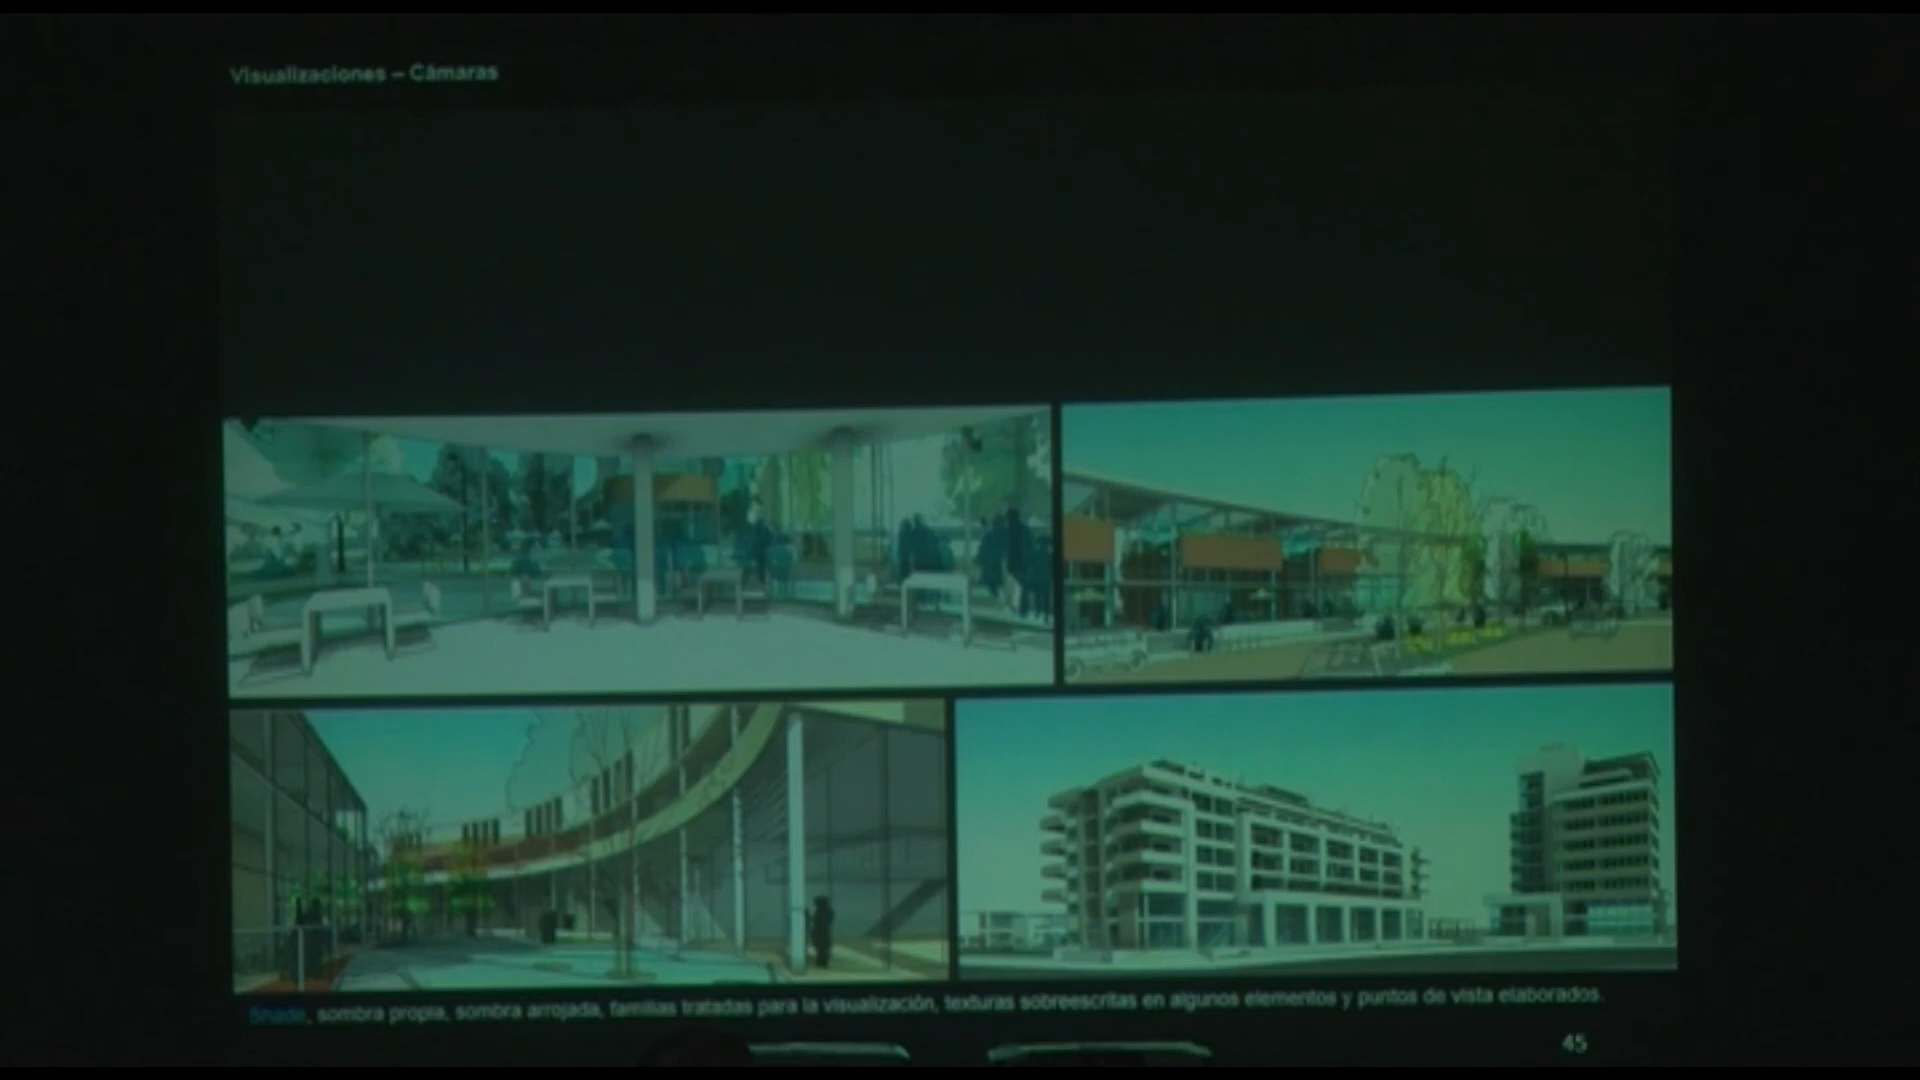 Visualizaciones – Cámaras
Shade, sombra propia, sombra arrojada, familias tratadas para la visualización, texturas sobreescritas en algunos elementos y puntos de vista elaborados.
45